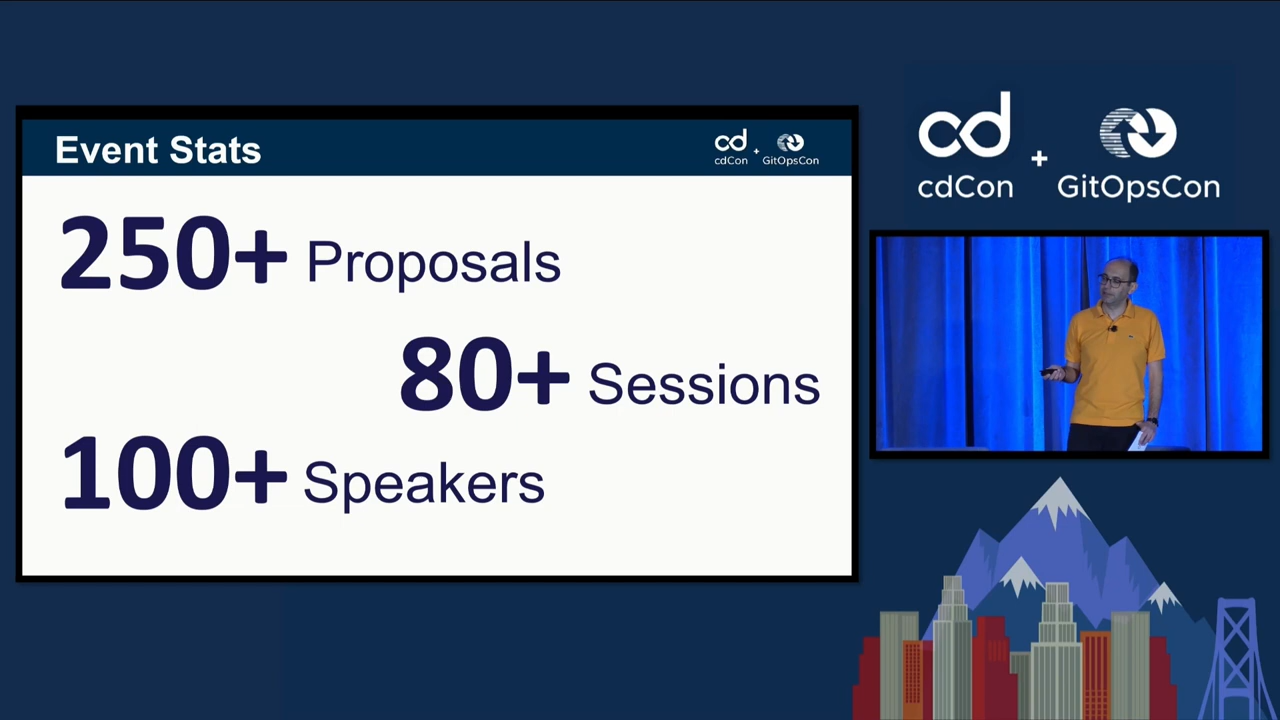 Event Stats
cd
cdCon
+
GitOpsCon
250+ Proposals
80+ Sessions
100+ Speakers
cd
cdCon
+
GitOpsCon